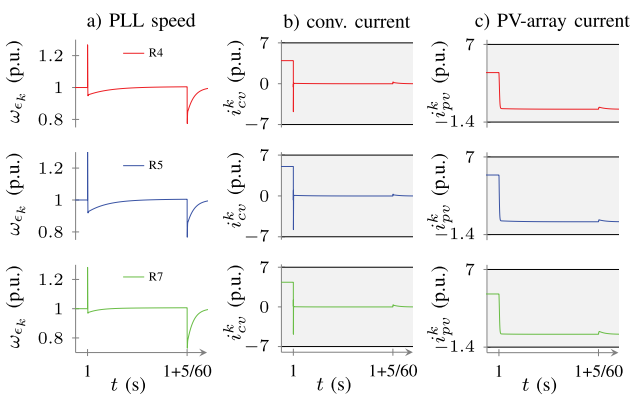 a) PLL speed
b) conv. current
c) PV-array current
ω_{ϵ_k} (p.u.)
1.2
1
0.8
R4
i^k_{cv} (p.u.)
7
0
−7
i^k_{pv} (p.u.)
7
−1.4
ω_{ϵ_k} (p.u.)
1.2
1
0.8
R5
i^k_{cv} (p.u.)
7
0
−7
i^k_{pv} (p.u.)
7
−1.4
ω_{ϵ_k} (p.u.)
1.2
1
0.8
R7
i^k_{cv} (p.u.)
7
0
−7
i^k_{pv} (p.u.)
7
−1.4
1
1+5/60
t (s)
1
1+5/60
t (s)
1
1+5/60
t (s)